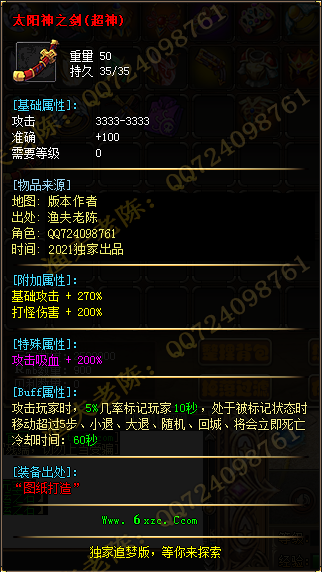 太阳神之剑(超神)
重量 50
持久 35/35
[基础属性]:
攻击 3333-3333
准确 +100
需要等级 0
[物品来源]
地图: 版本作者
出处: 渔夫老陈
角色: QQ724098761
时间: 2021独家出品
[附加属性]:
基础攻击 + 270%
打怪伤害 + 200%
[特殊属性]:
攻击吸血 + 200%
[Buff属性]:
攻击玩家时, 5%几率标记玩家10秒,处于被标记状态时
移动超过5步、小退、大退、随机、回城、将会立即死亡
冷却时间: 60秒
[装备出处]:
“图纸打造”
Www. 6xzc. Ccom
独家追梦版, 等你来探索
老陈: QQ724098761